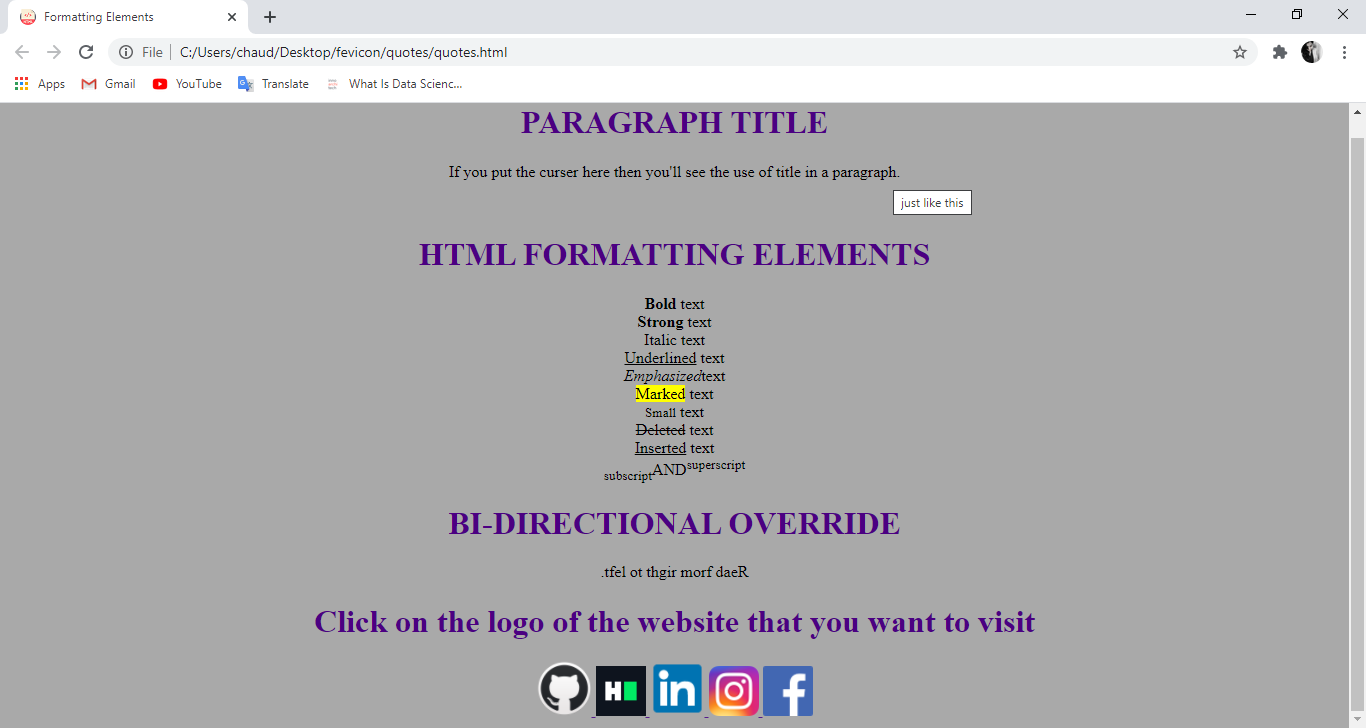 Formatting Elements
File C:/Users/chaud/Desktop/fevicon/quotes/quotes.html
Apps Gmail YouTube Translate What Is Data Scienc...
PARAGRAPH TITLE
If you put the curser here then you'll see the use of title in a paragraph.
just like this
HTML FORMATTING ELEMENTS
Bold text
Strong text
Italic text
Underlined text
Emphasizedtext
Marked text
Small text
Deleted text
Inserted text
subscriptANDsuperscript
BI-DIRECTIONAL OVERRIDE
.tfel ot thgir morf daeR
Click on the logo of the website that you want to visit
H in f